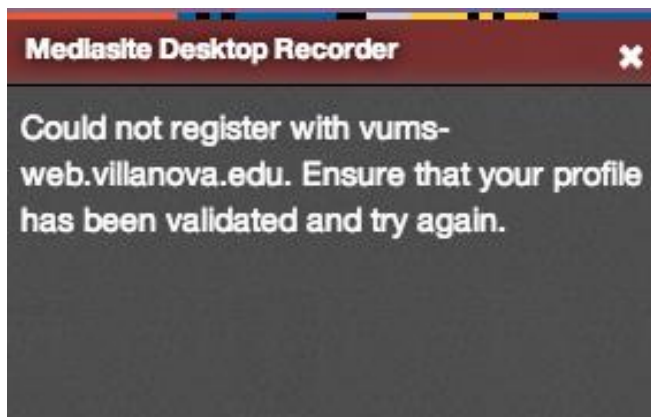 Mediasite Desktop Recorder
Could not register with vums-
web.villanova.edu. Ensure that your profile
has been validated and try again.